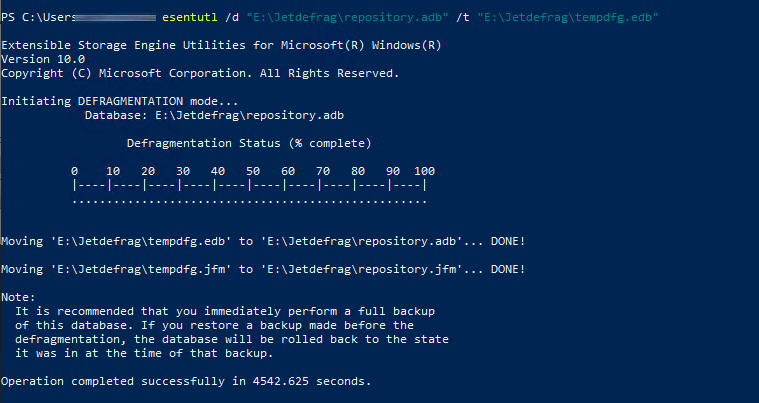 PS C:\Users esentutl /d "E:\Jetdefrag\repository.adb" /t "E:\Jetdefrag\tempdfg.edb"
Extensible Storage Engine Utilities for Microsoft(R) Windows(R)
Version 10.0
Copyright (C) Microsoft Corporation. All Rights Reserved.
Initiating DEFRAGMENTATION mode...
Database: E:\Jetdefrag\repository.adb
Defragmentation Status (% complete)
0    10   20   30   40   50   60   70   80   90  100
|----|----|----|----|----|----|----|----|----|----|
...................................................
Moving 'E:\Jetdefrag\tempdfg.edb' to 'E:\Jetdefrag\repository.adb'... DONE!
Moving 'E:\Jetdefrag\tempdfg.jfm' to 'E:\Jetdefrag\repository.jfm'... DONE!
Note:
It is recommended that you immediately perform a full backup
of this database. If you restore a backup made before the
defragmentation, the database will be rolled back to the state
it was in at the time of that backup.
Operation completed successfully in 4542.625 seconds.